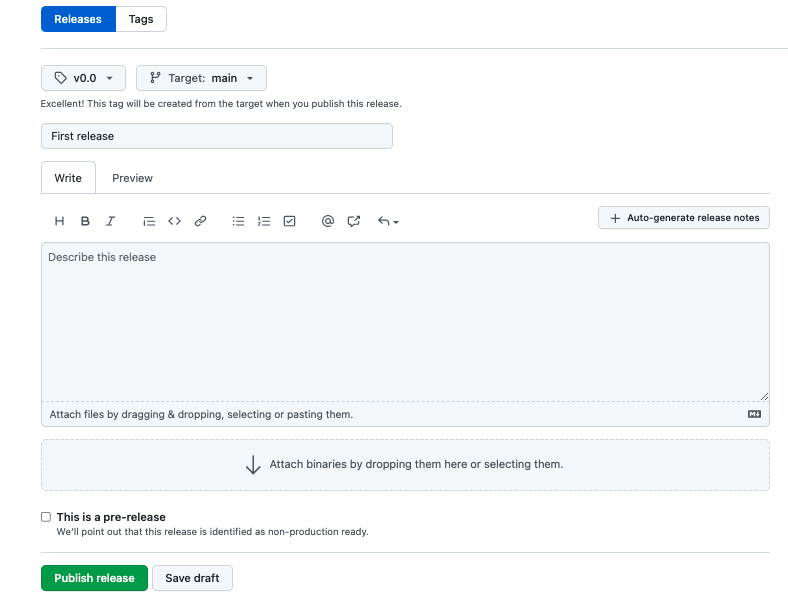 Releases Tags
v0.0 Target: main
Excellent! This tag will be created from the target when you publish this release.
First release
Write Preview
H B I @ Auto-generate release notes
Describe this release
Attach files by dragging & dropping, selecting or pasting them.
Attach binaries by dropping them here or selecting them.
This is a pre-release
We'll point out that this release is identified as non-production ready.
Publish release Save draft